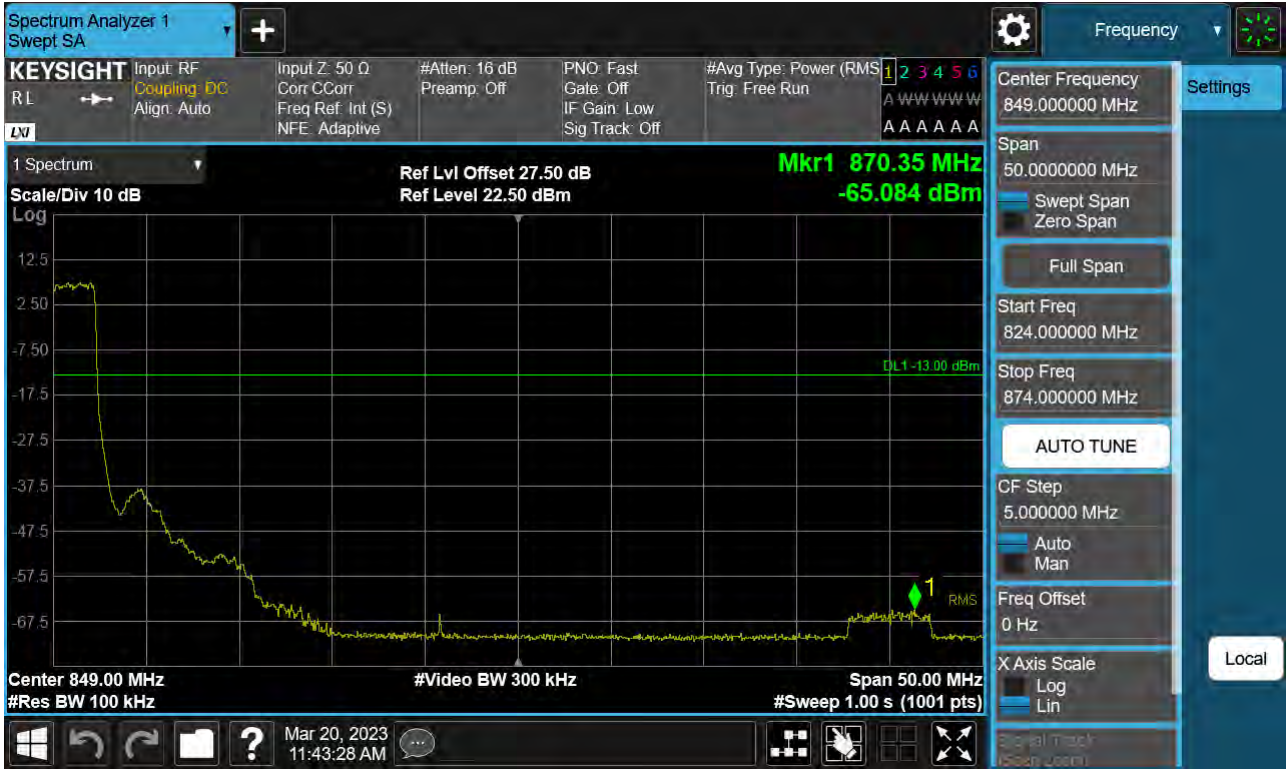 Spectrum Analyzer 1
Swept SA
Frequency
KEYSIGHT
R L
LXI
Input: RF
Coupling: DC
Align: Auto
Input Z: 50 Ω
Corr CCorr
Freq Ref: Int (S)
NFE: Adaptive
#Atten: 16 dB
Preamp: Off
PNO: Fast
Gate: Off
IF Gain: Low
Sig Track: Off
#Avg Type: Power (RMS
Trig: Free Run
1 2 3 4 5 6
A W W W W W
A A A A A A
Center Frequency
849.000000 MHz
Settings
Span
50.0000000 MHz
Swept Span
Zero Span
Full Span
Start Freq
824.000000 MHz
Stop Freq
874.000000 MHz
AUTO TUNE
CF Step
5.000000 MHz
Auto
Man
Freq Offset
0 Hz
X Axis Scale
Log
Lin
Local
1 Spectrum
Scale/Div 10 dB
Log
Ref Lvl Offset 27.50 dB
Ref Level 22.50 dBm
Mkr1 870.35 MHz
-65.084 dBm
12.5
2.50
-7.50
-17.5
-27.5
-37.5
-47.5
-57.5
-67.5
DL1 -13.00 dBm
1
RMS
Center 849.00 MHz
#Res BW 100 kHz
#Video BW 300 kHz
Span 50.00 MHz
#Sweep 1.00 s (1001 pts)
Mar 20, 2023
11:43:28 AM